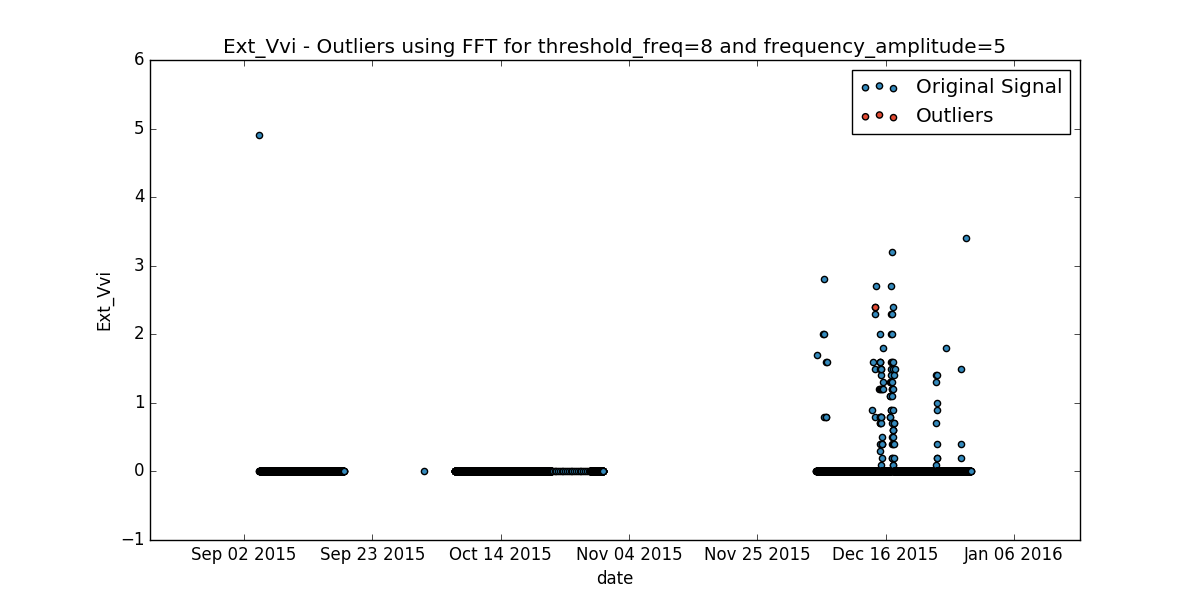 Ext_Vvi - Outliers using FFT for threshold_freq=8 and frequency_amplitude=5
Original Signal
Outliers
6
5
4
3
2
1
0
−1
Ext_Vvi
Sep 02 2015
Sep 23 2015
Oct 14 2015
Nov 04 2015
Nov 25 2015
Dec 16 2015
Jan 06 2016
date